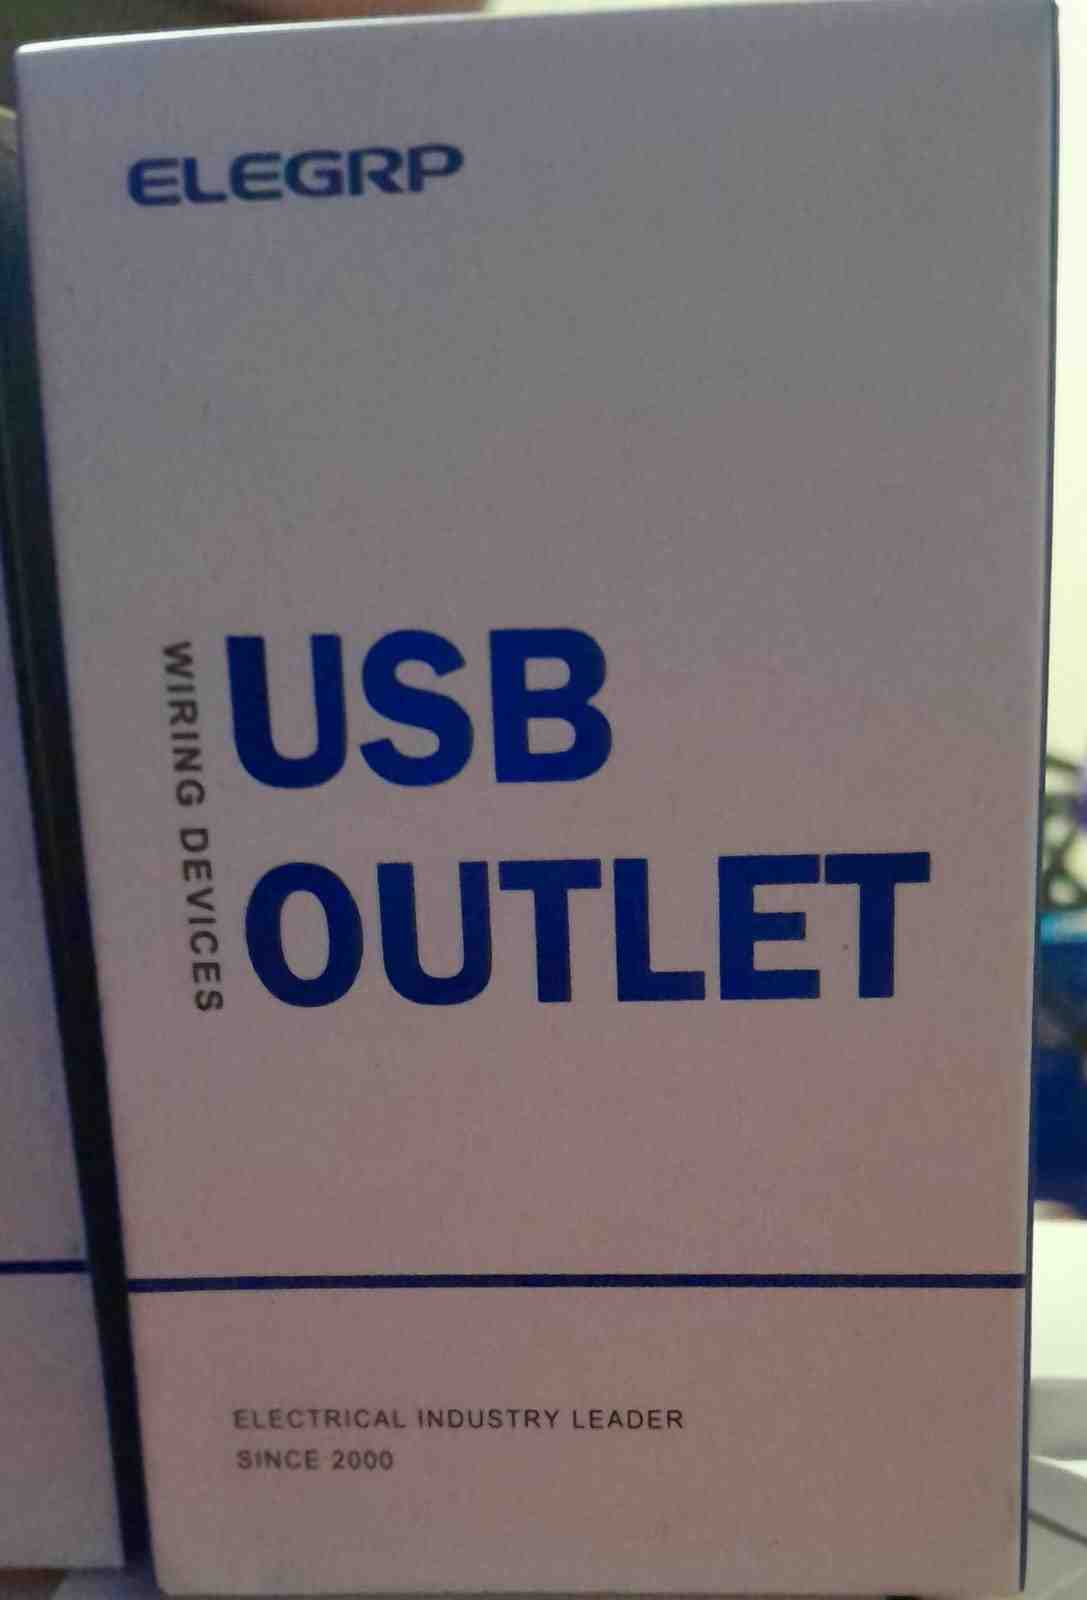 ELEGRP
WIRING DEVICES
USB
OUTLET
ELECTRICAL INDUSTRY LEADER
SINCE 2000